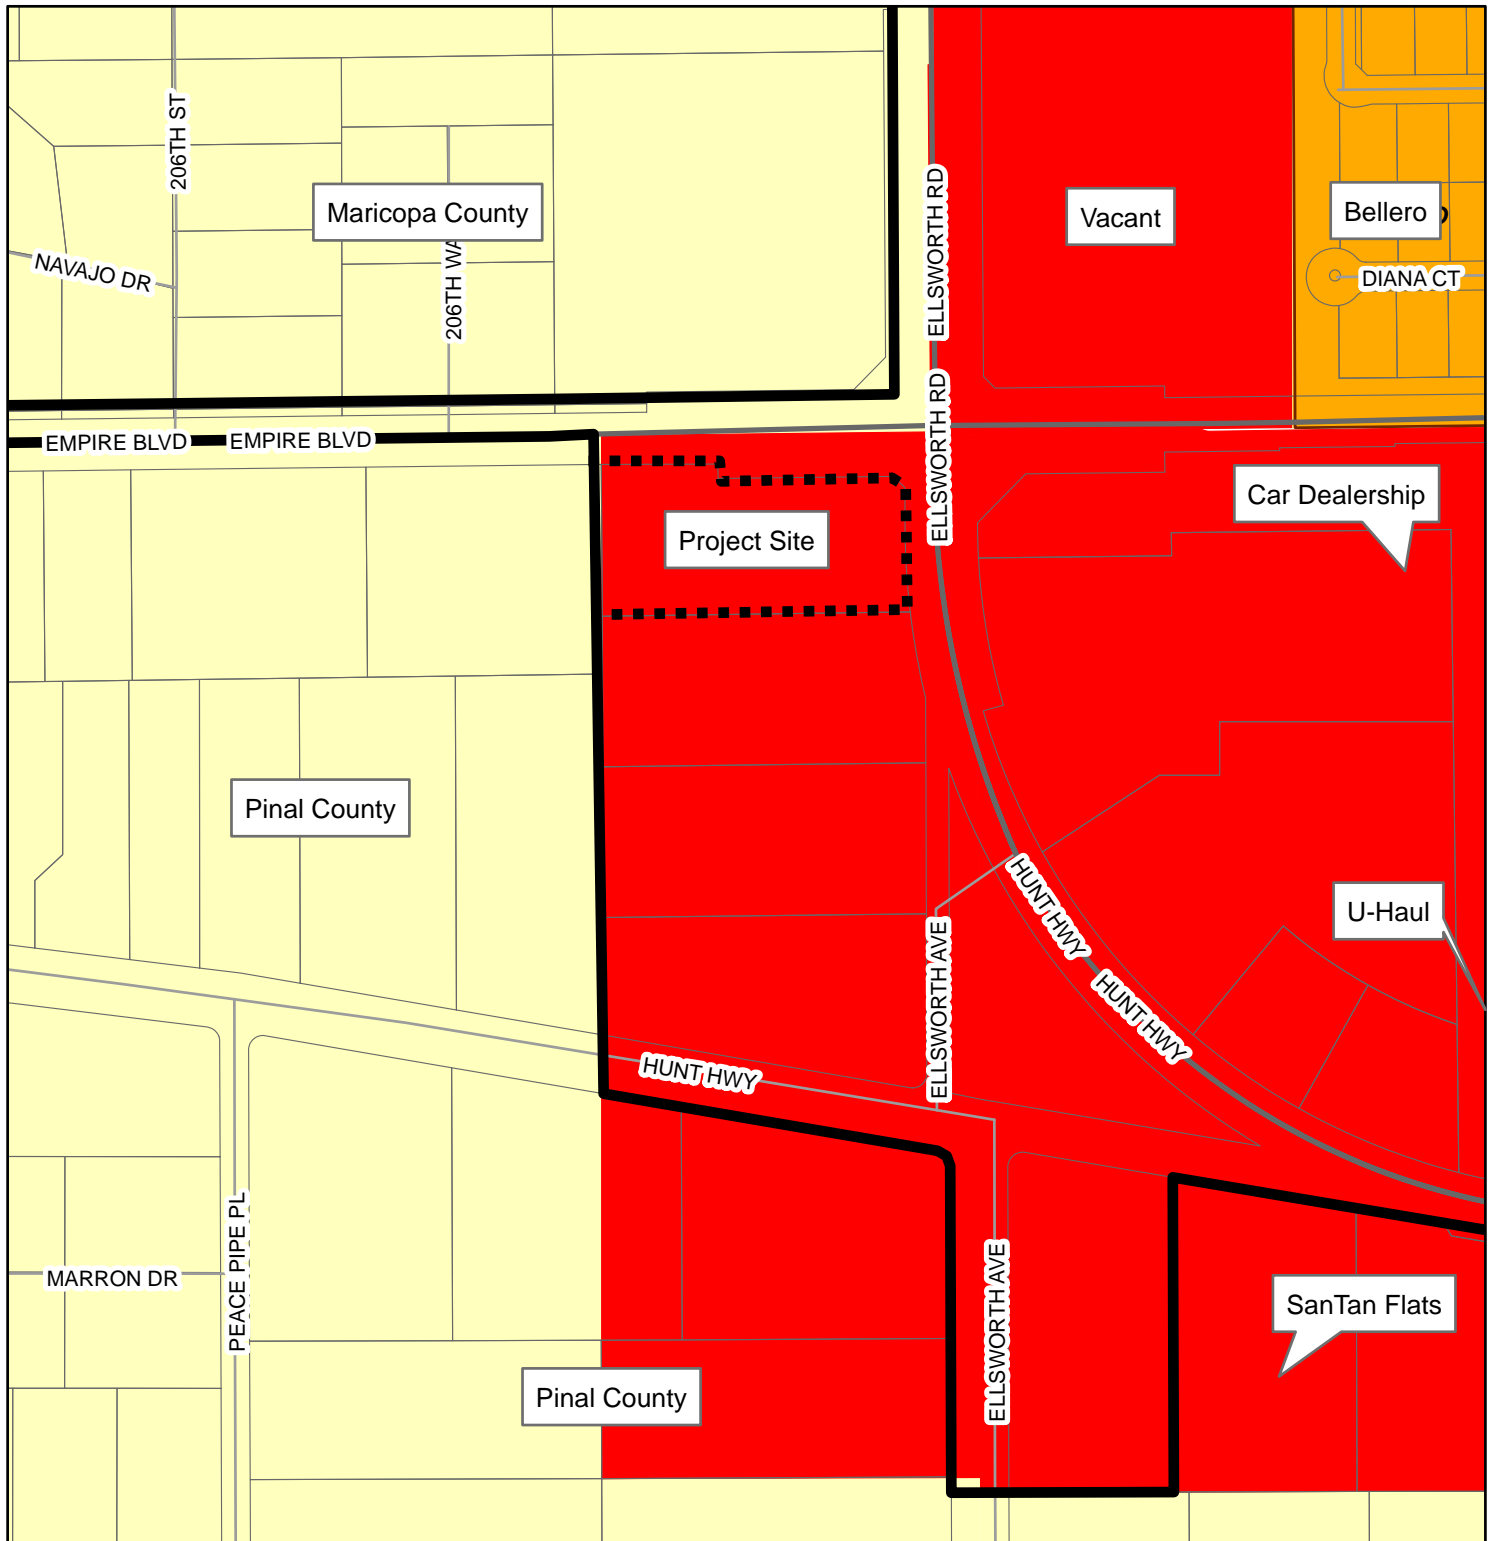 206TH ST
Maricopa County
206TH WA
NAVAJO DR
ELLSWORTH RD
Vacant
Bellero
DIANA CT
EMPIRE BLVD
EMPIRE BLVD
ELLSWORTH RD
Project Site
Car Dealership
Pinal County
HUNT HWY
U-Haul
ELLSWORTH AVE
HUNT HWY
HUNT HWY
PEACE PIPE PL
MARRON DR
ELLSWORTH AVE
SanTan Flats
Pinal County